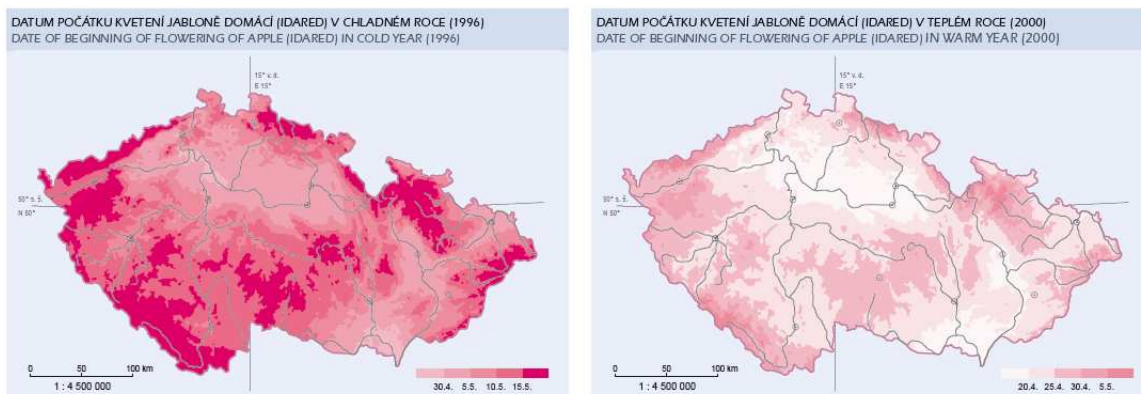 DATUM POČÁTKU KVETENÍ JABLONĚ DOMÁCÍ (IDARED) V CHLADNÉM ROCE (1996)
DATE OF BEGINNING OF FLOWERING OF APPLE (IDARED) IN COLD YEAR (1996)
15° v. d.
E 15°
50° s. š.
N 50°
0 50 100 km
1 : 4 500 000
30.4. 5.5. 10.5. 15.5.
DATUM POČÁTKU KVETENÍ JABLONĚ DOMÁCÍ (IDARED) V TEPLÉM ROCE (2000)
DATE OF BEGINNING OF FLOWERING OF APPLE (IDARED) IN WARM YEAR (2000)
15° v. d.
E 15°
50° s. š.
N 50°
0 50 100 km
1 : 4 500 000
20.4. 25.4. 30.4. 5.5.